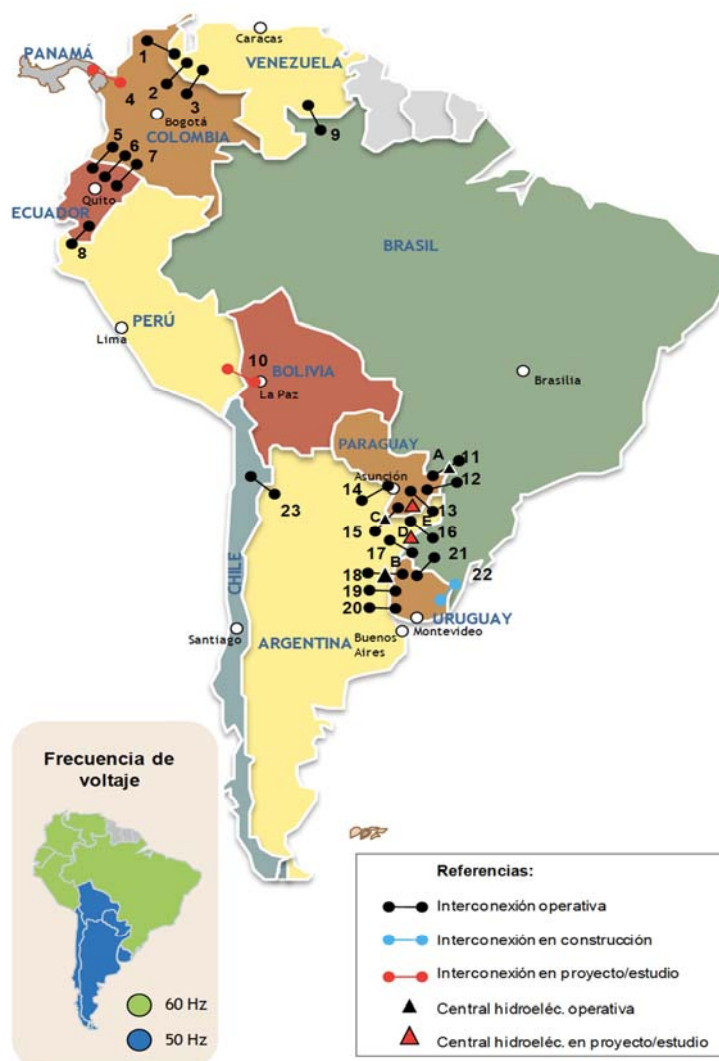 Caracas
PANAMÁ
1
VENEZUELA
4
2
3
Bogotá
COLOMBIA
9
5
6
7
Quito
ECUADOR
8
BRASIL
PERÚ
Lima
10
BOLIVIA
La Paz
Brasilia
PARAGUAY
A
11
Asunción
12
14
23
13
C
E
15
D
16
17
21
B
18
22
19
20
CHILE
URUGUAY
Santiago
ARGENTINA
Buenos
Aires
Montevideo
Frecuencia de
voltaje
60 Hz
50 Hz
Referencias:
Interconexión operativa
Interconexión en construcción
Interconexión en proyecto/estudio
Central hidroeléc. operativa
Central hidroeléc. en proyecto/estudio